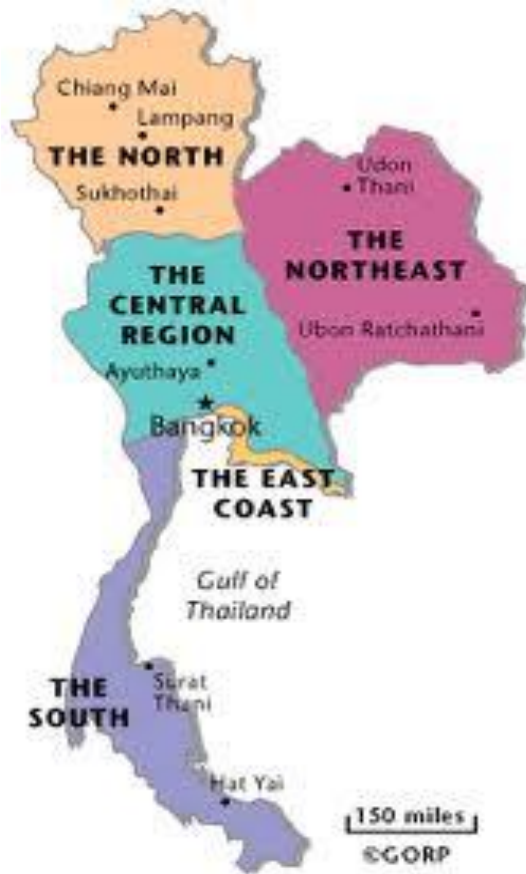 Chiang Mai
Lampang
THE NORTH
Sukhothai
Udon
Thani
THE
NORTHEAST
Ubon Ratchathani
THE
CENTRAL
REGION
Ayuthaya
Bangkok
THE EAST
COAST
Gulf of
Thailand
THE
SOUTH
Surat
Thani
Hat Yai
150 miles
©GORP